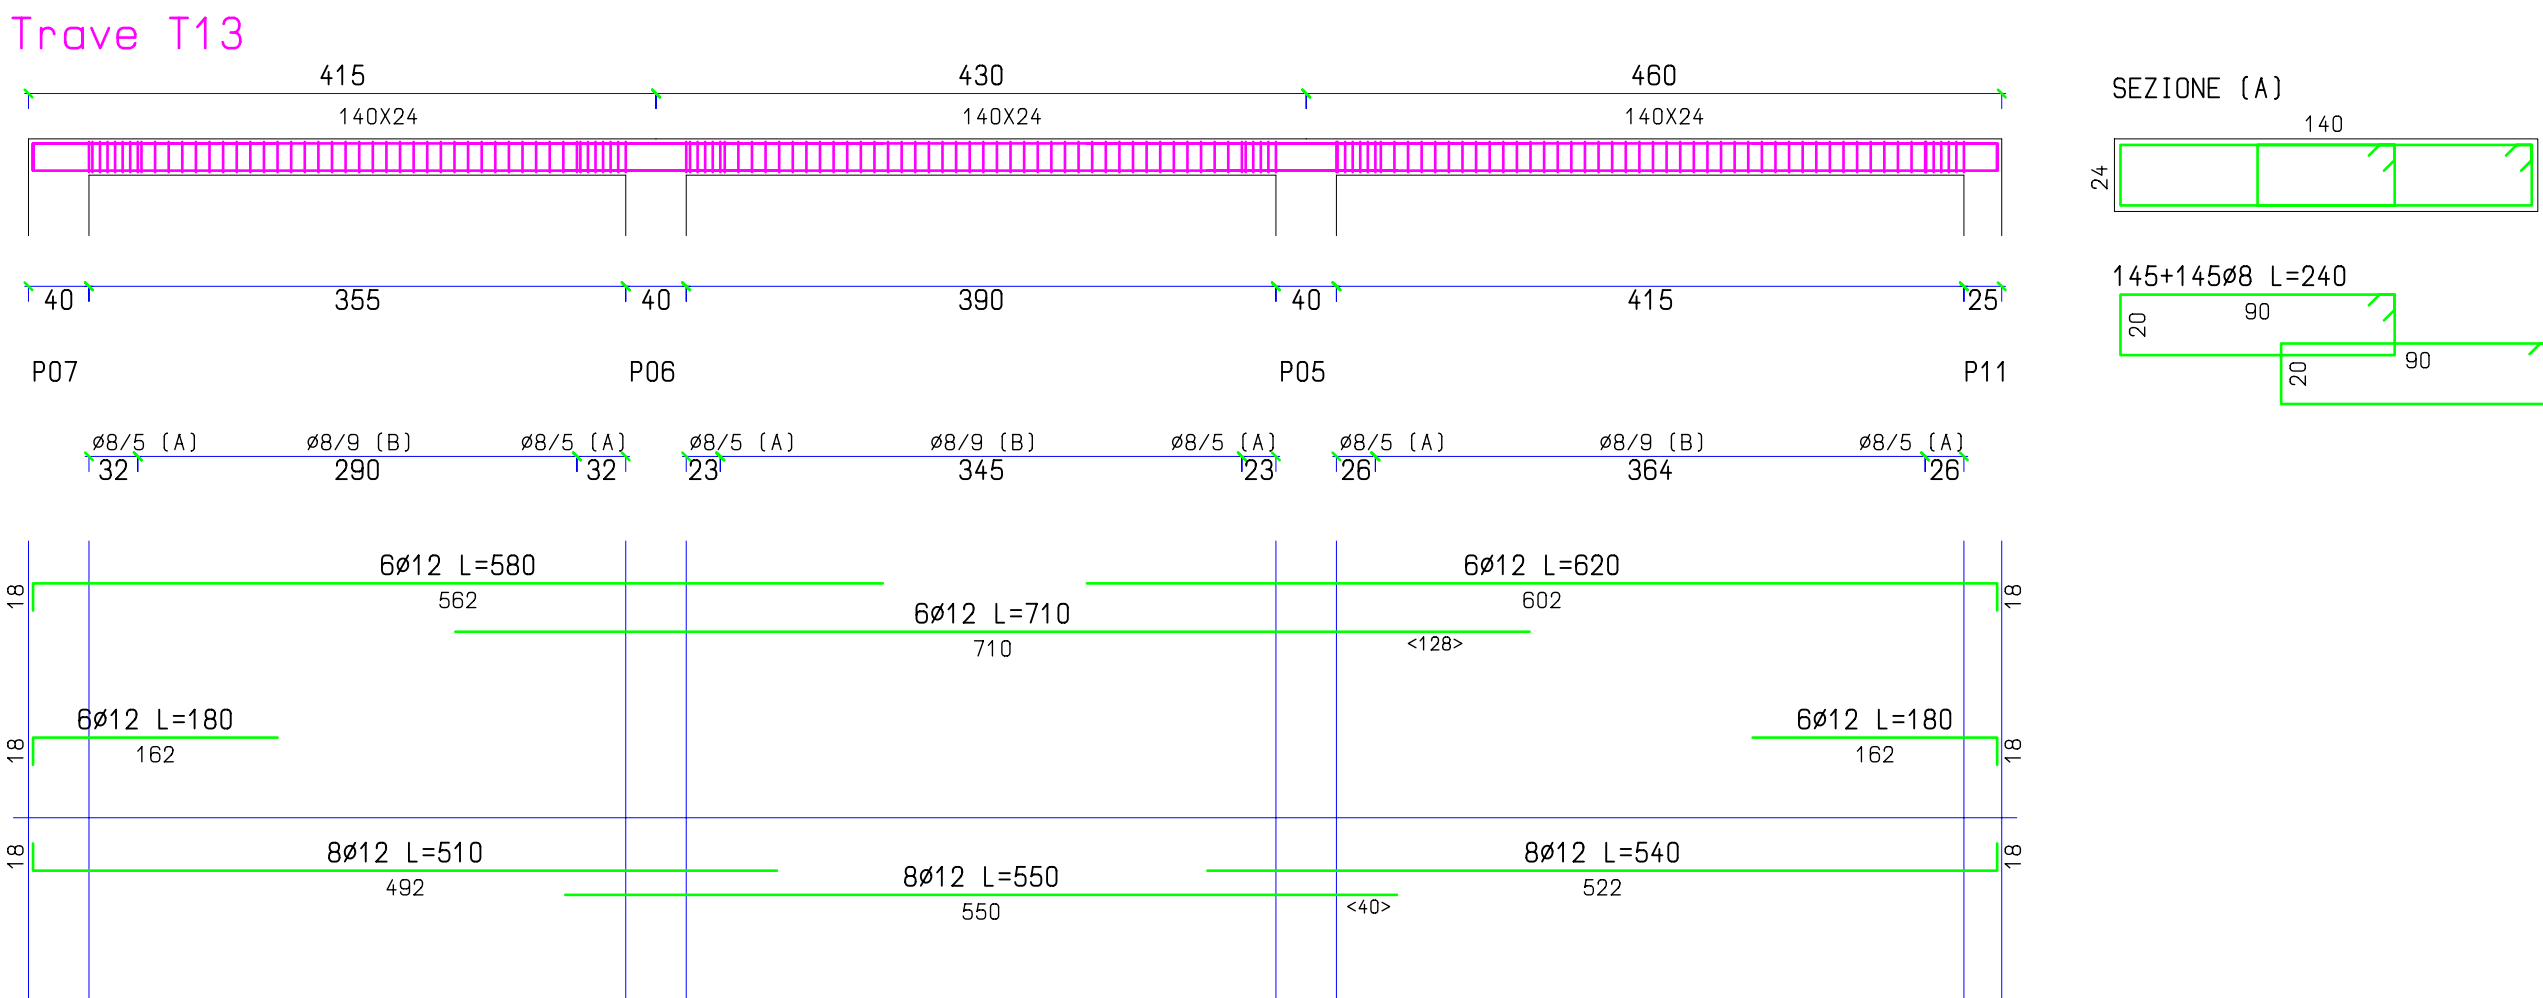 Trave T13
415 430 460
140X24 140X24 140X24
SEZIONE (A)
140
24
145+145ø8 L=240
90
20
90
20
40 355 40 390 40 415 25
P07 P06 P05 P11
ø8/5 (A) ø8/9 (B) ø8/5 (A) ø8/5 (A) ø8/9 (B) ø8/5 (A) ø8/5 (A) ø8/9 (B) ø8/5 (A)
32 290 32 23 345 23 26 364 26
6ø12 L=580 6ø12 L=620
18 562 602 18
6ø12 L=710
710 <128>
6ø12 L=180 6ø12 L=180
18 162 162 18
8ø12 L=510 8ø12 L=540
18 492 522 18
8ø12 L=550
550 <40>